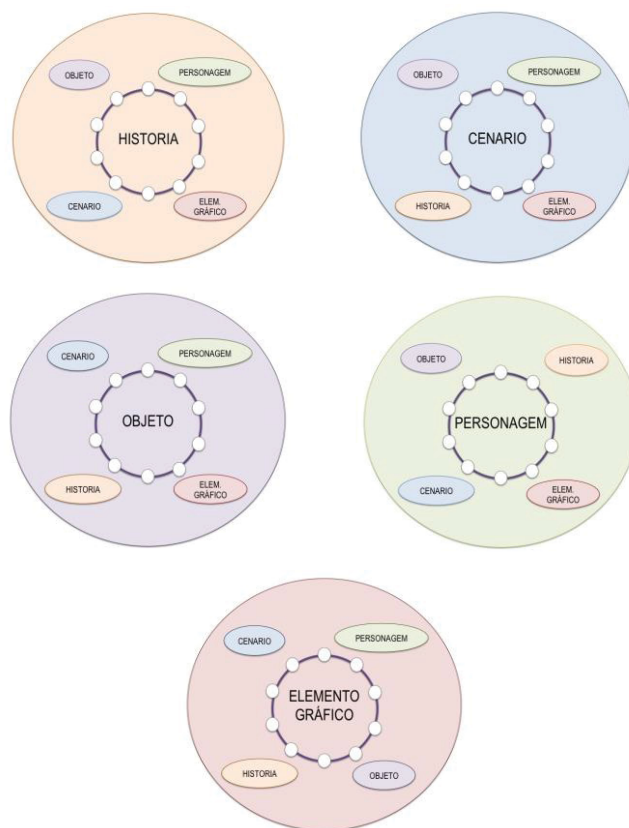 OBJETO
PERSONAGEM
HISTORIA
CENARIO
ELEM.
GRÁFICO
OBJETO
PERSONAGEM
CENARIO
HISTORIA
ELEM.
GRÁFICO
CENARIO
PERSONAGEM
OBJETO
HISTORIA
ELEM.
GRÁFICO
OBJETO
HISTORIA
PERSONAGEM
CENARIO
ELEM.
GRÁFICO
CENARIO
PERSONAGEM
ELEMENTO
GRÁFICO
HISTORIA
OBJETO